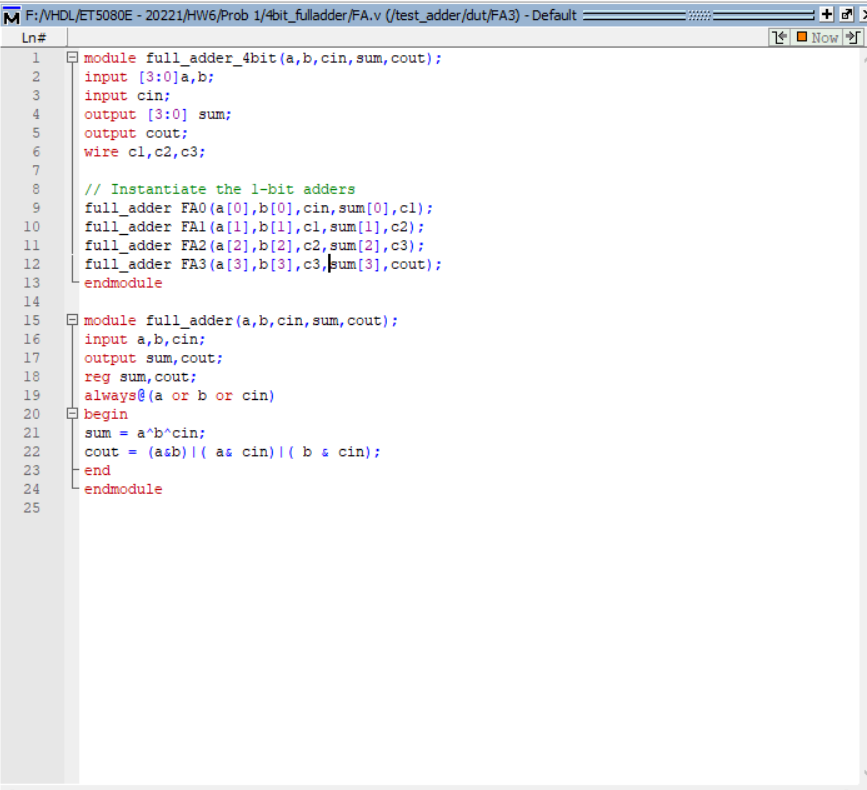 F:/VHDL/ET5080E - 20221/HW6/Prob 1/4bit_fulladder/FA.v (/test_adder/dut/FA3) - Default
Ln#
Now
1 module full_adder_4bit(a,b,cin,sum,cout);
2 input [3:0]a,b;
3 input cin;
4 output [3:0] sum;
5 output cout;
6 wire c1,c2,c3;
7
8 // Instantiate the 1-bit adders
9 full_adder FA0(a[0],b[0],cin,sum[0],c1);
10 full_adder FA1(a[1],b[1],c1,sum[1],c2);
11 full_adder FA2(a[2],b[2],c2,sum[2],c3);
12 full_adder FA3(a[3],b[3],c3,sum[3],cout);
13 endmodule
14
15 module full_adder(a,b,cin,sum,cout);
16 input a,b,cin;
17 output sum,cout;
18 reg sum,cout;
19 always@(a or b or cin)
20 begin
21 sum = a^b^cin;
22 cout = (a&b)|( a& cin)|( b & cin);
23 end
24 endmodule
25